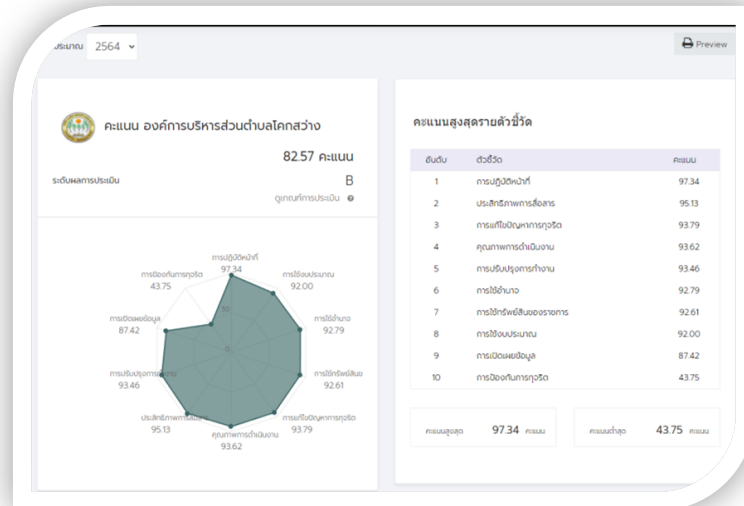 ประมาณ 2564
Preview
คะแนน องค์การบริหารส่วนตำบลโคกสว่าง
82.57 คะแนน
ระดับผลการประเมิน B
ดูเกณฑ์การประเมิน
การปฏิบัติหน้าที่
97.34
การป้องกันการทุจริต
43.75
การใช้งบประมาณ
92.00
50
การเปิดเผยข้อมูล
87.42
การใช้อำนาจ
92.79
0
การปรับปรุงการทำงาน
93.46
การใช้ทรัพย์สินข
92.61
ประสิทธิภาพการสื่อสาร
95.13
การแก้ไขปัญหาการทุจริต
93.79
คุณภาพการดำเนินงาน
93.62
คะแนนสูงสุดรายตัวชี้วัด
อันดับ ตัวชี้วัด คะแนน
1 การปฏิบัติหน้าที่ 97.34
2 ประสิทธิภาพการสื่อสาร 95.13
3 การแก้ไขปัญหาการทุจริต 93.79
4 คุณภาพการดำเนินงาน 93.62
5 การปรับปรุงการทำงาน 93.46
6 การใช้อำนาจ 92.79
7 การใช้ทรัพย์สินของราชการ 92.61
8 การใช้งบประมาณ 92.00
9 การเปิดเผยข้อมูล 87.42
10 การป้องกันการทุจริต 43.75
คะแนนสูงสุด 97.34 คะแนน
คะแนนต่ำสุด 43.75 คะแนน